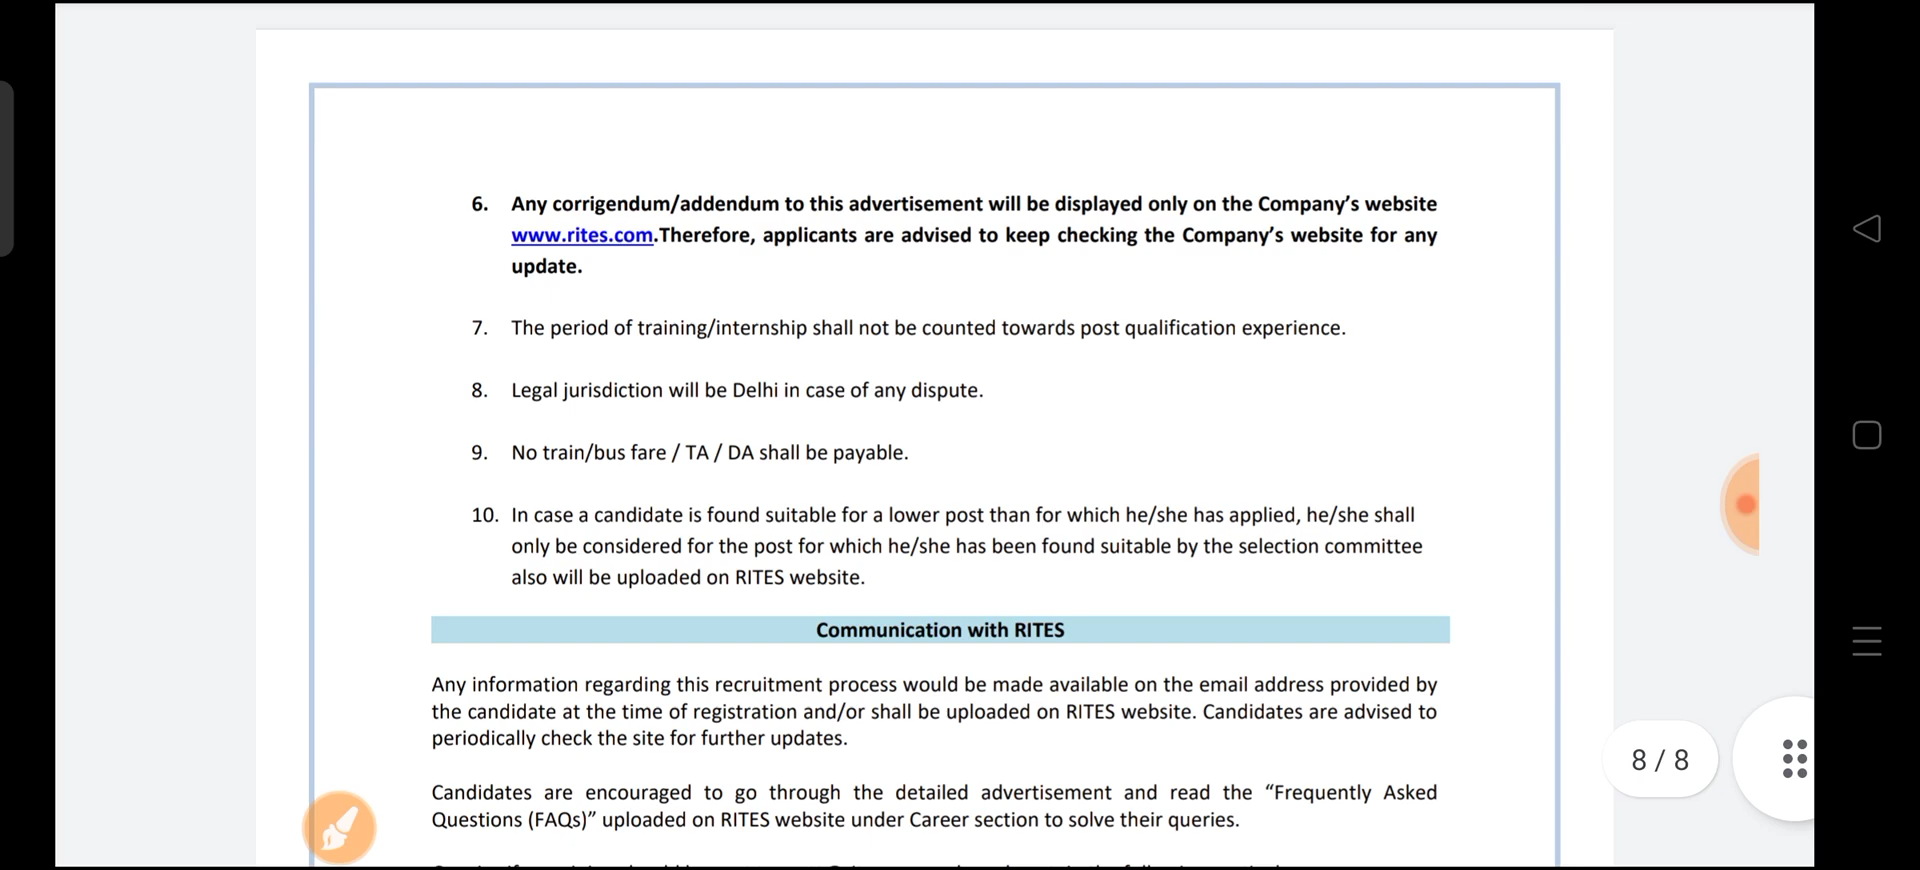 6. Any corrigendum/addendum to this advertisement will be displayed only on the Company’s website
www.rites.com.Therefore, applicants are advised to keep checking the Company’s website for any
update.
7. The period of training/internship shall not be counted towards post qualification experience.
8. Legal jurisdiction will be Delhi in case of any dispute.
9. No train/bus fare / TA / DA shall be payable.
10. In case a candidate is found suitable for a lower post than for which he/she has applied, he/she shall
only be considered for the post for which he/she has been found suitable by the selection committee
also will be uploaded on RITES website.
Communication with RITES
Any information regarding this recruitment process would be made available on the email address provided by
the candidate at the time of registration and/or shall be uploaded on RITES website. Candidates are advised to
periodically check the site for further updates.
Candidates are encouraged to go through the detailed advertisement and read the “Frequently Asked
Questions (FAQs)” uploaded on RITES website under Career section to solve their queries.
8 / 8